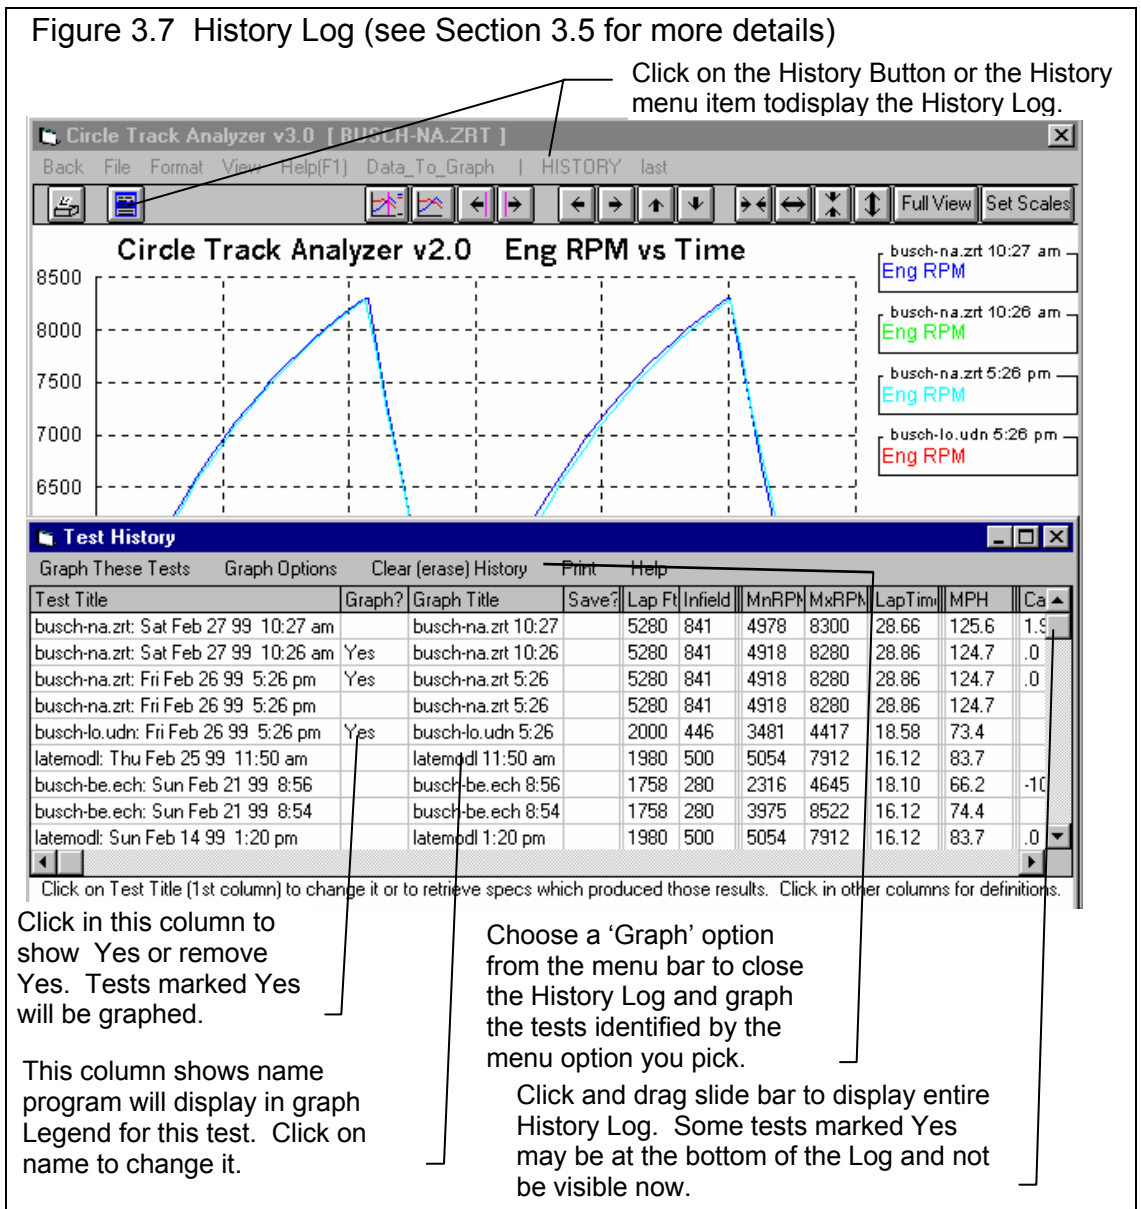 Figure 3.7  History Log (see Section 3.5 for more details)
Click on the History Button or the History
menu item todisplay the History Log.
Circle Track Analyzer v3.0  [ BUSCH-NA.ZRT ]
Back File Format View Help(F1) Data_To_Graph | HISTORY last
Full View Set Scales
Circle Track Analyzer v2.0 Eng RPM vs Time
8500
8000
7500
7000
6500
busch-na.zrt 10:27 am
Eng RPM
busch-na.zrt 10:26 am
Eng RPM
busch-na.zrt 5:26 pm
Eng RPM
busch-lo.udn 5:26 pm
Eng RPM
Test History
Graph These Tests Graph Options Clear (erase) History Print Help
Test Title Graph? Graph Title Save? Lap Ft Infield MnRPM MxRPM LapTim MPH Ca
busch-na.zrt: Sat Feb 27 99 10:27 am busch-na.zrt 10:27 5280 841 4978 8300 28.66 125.6 1.9
busch-na.zrt: Sat Feb 27 99 10:26 am Yes busch-na.zrt 10:26 5280 841 4918 8280 28.86 124.7 .0
busch-na.zrt: Fri Feb 26 99 5:26 pm Yes busch-na.zrt 5:26 5280 841 4918 8280 28.86 124.7 .0
busch-na.zrt: Fri Feb 26 99 5:26 pm busch-na.zrt 5:26 5280 841 4918 8280 28.86 124.7
busch-lo.udn: Fri Feb 26 99 5:26 pm Yes busch-lo.udn 5:26 2000 446 3481 4417 18.58 73.4
latemodl: Thu Feb 25 99 11:50 am latemodl 11:50 am 1980 500 5054 7912 16.12 83.7
busch-be.ech: Sun Feb 21 99 8:56 busch-be.ech 8:56 1758 280 2316 4645 18.10 66.2 -10
busch-be.ech: Sun Feb 21 99 8:54 busch-be.ech 8:54 1758 280 3975 8522 16.12 74.4
latemodl: Sun Feb 14 99 1:20 pm latemodl 1:20 pm 1980 500 5054 7912 16.12 83.7 .0
Click on Test Title (1st column) to change it or to retrieve specs which produced those results. Click in other columns for definitions.
Click in this column to
show Yes or remove
Yes. Tests marked Yes
will be graphed.
Choose a ‘Graph’ option
from the menu bar to close
the History Log and graph
the tests identified by the
menu option you pick.
This column shows name
program will display in graph
Legend for this test. Click on
name to change it.
Click and drag slide bar to display entire
History Log. Some tests marked Yes
may be at the bottom of the Log and not
be visible now.